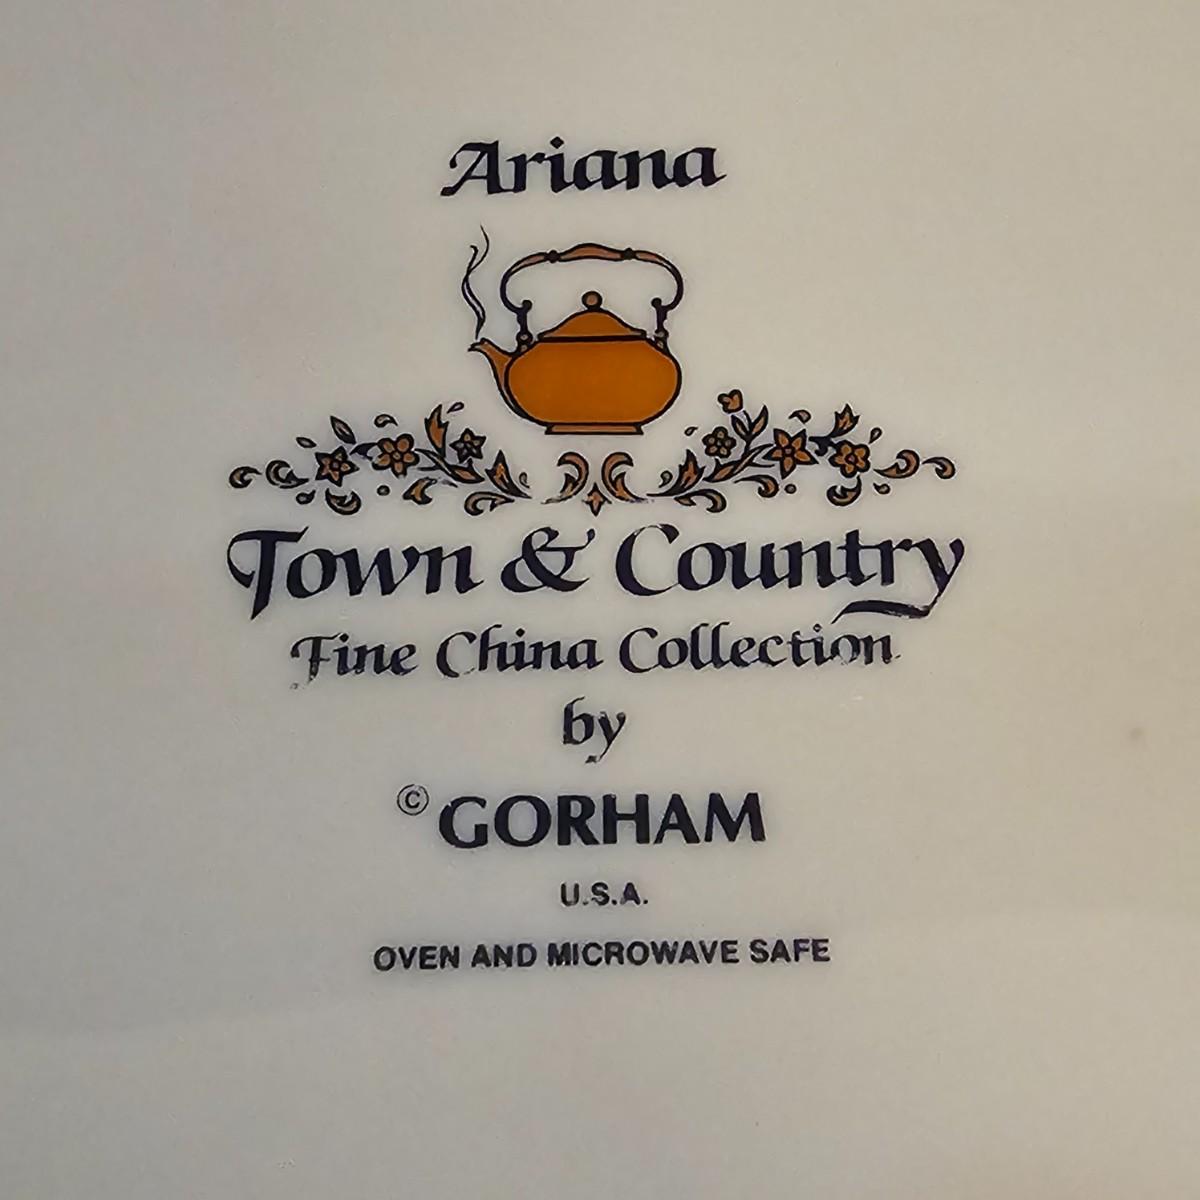 Ariana
Town & Country
Fine China Collection
by
© GORHAM
U.S.A.
OVEN AND MICROWAVE SAFE